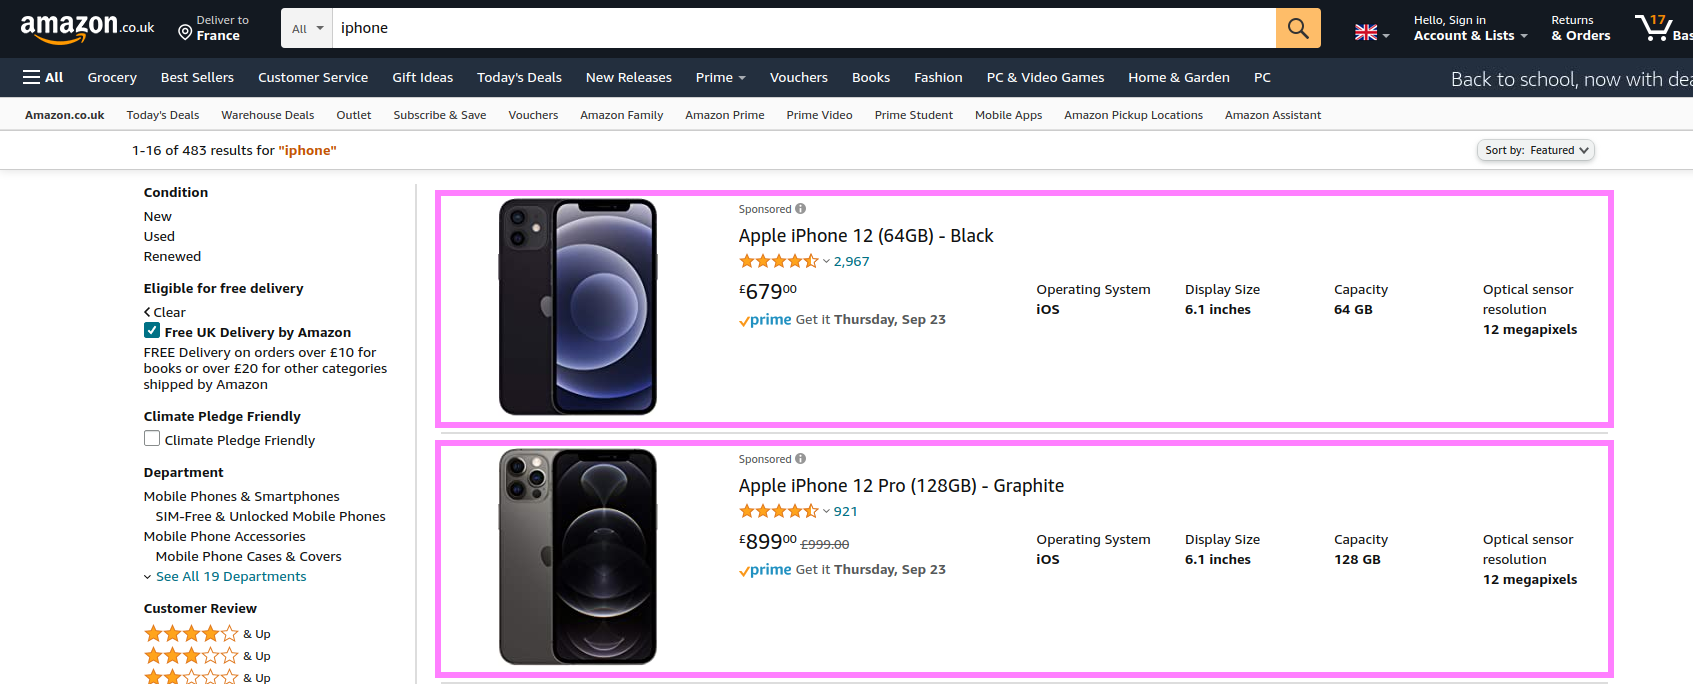 amazon.co.uk
Deliver to
France
All
iphone
Hello, Sign in
Account & Lists
Returns
& Orders
17
Bas
All Grocery Best Sellers Customer Service Gift Ideas Today's Deals New Releases Prime Vouchers Books Fashion PC & Video Games Home & Garden PC
Back to school, now with dea
Amazon.co.uk Today's Deals Warehouse Deals Outlet Subscribe & Save Vouchers Amazon Family Amazon Prime Prime Video Prime Student Mobile Apps Amazon Pickup Locations Amazon Assistant
1-16 of 483 results for "iphone"
Sort by: Featured
Condition
New
Used
Renewed
Eligible for free delivery
Clear
Free UK Delivery by Amazon
FREE Delivery on orders over £10 for
books or over £20 for other categories
shipped by Amazon
Climate Pledge Friendly
Climate Pledge Friendly
Department
Mobile Phones & Smartphones
SIM-Free & Unlocked Mobile Phones
Mobile Phone Accessories
Mobile Phone Cases & Covers
See All 19 Departments
Customer Review
& Up
& Up
& Up
Sponsored
Apple iPhone 12 (64GB) - Black
2,967
£67900
prime Get it Thursday, Sep 23
Operating System
iOS
Display Size
6.1 inches
Capacity
64 GB
Optical sensor
resolution
12 megapixels
Sponsored
Apple iPhone 12 Pro (128GB) - Graphite
921
£89900 £999.00
prime Get it Thursday, Sep 23
Operating System
iOS
Display Size
6.1 inches
Capacity
128 GB
Optical sensor
resolution
12 megapixels